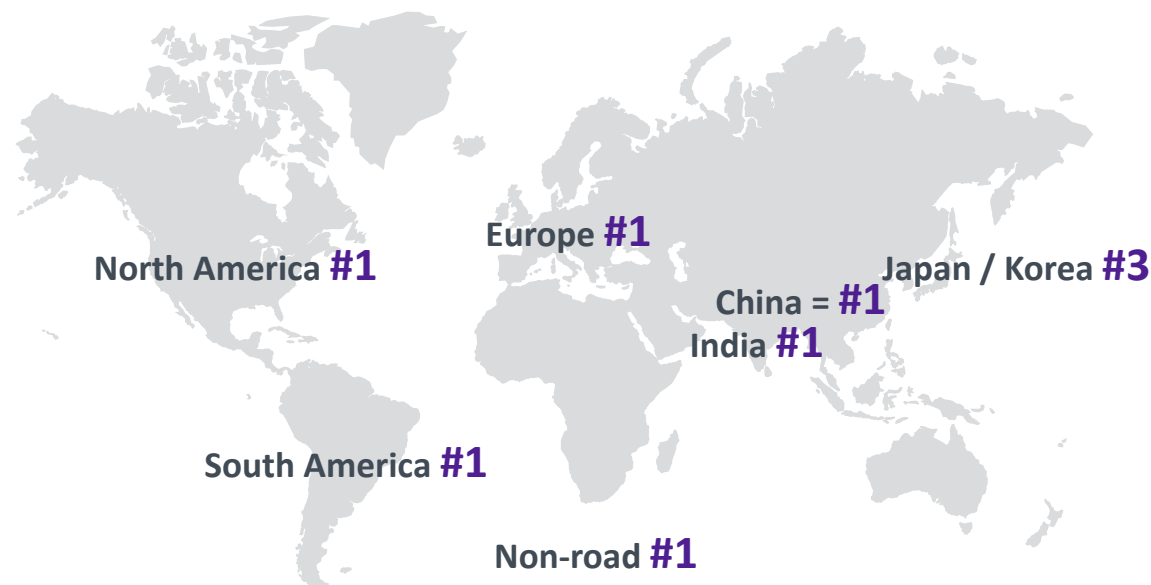 Europe #1
North America #1
Japan / Korea #3
China = #1
India #1
South America #1
Non-road #1